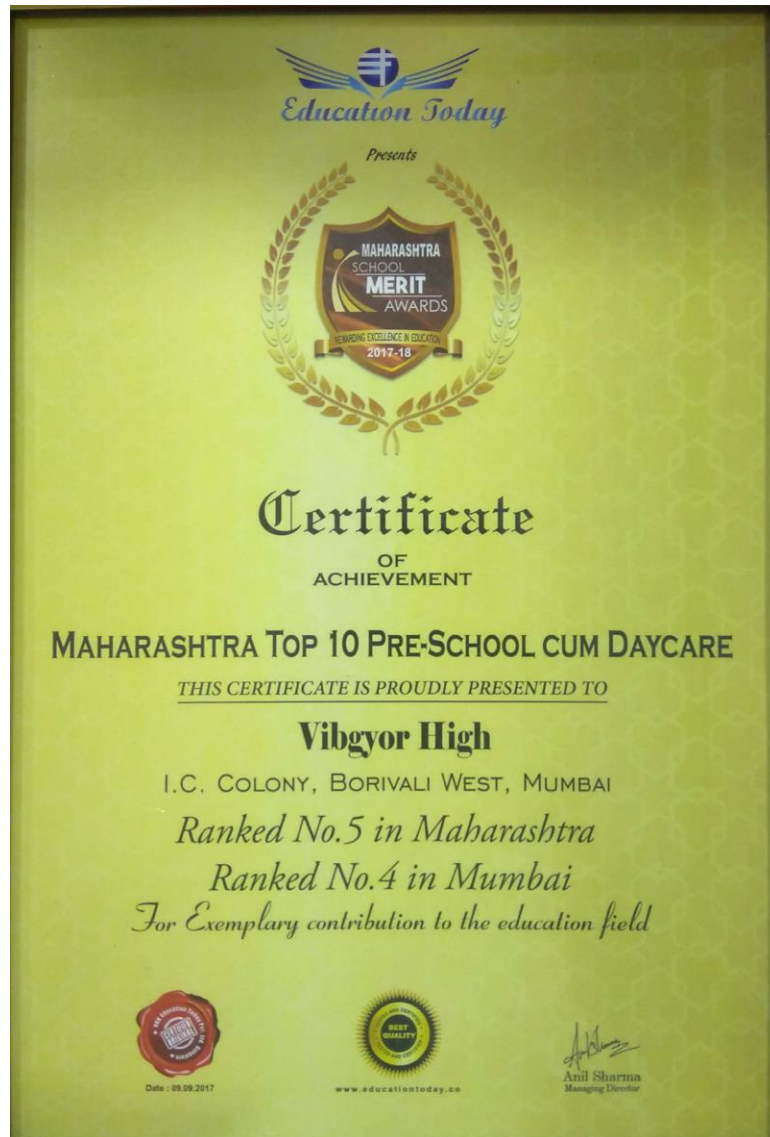 Education Today
Presents
MAHARASHTRA
SCHOOL
MERIT
AWARDS
REWARDING EXCELLENCE IN EDUCATION
2017-18
Certificate
OF
ACHIEVEMENT
MAHARASHTRA TOP 10 PRE-SCHOOL CUM DAYCARE
THIS CERTIFICATE IS PROUDLY PRESENTED TO
Vibgyor High
I.C. COLONY, BORIVALI WEST, MUMBAI
Ranked No.5 in Maharashtra
Ranked No.4 in Mumbai
For Exemplary contribution to the education field
BEST
QUALITY
Anil Sharma
Managing Director
Date : 09.09.2017
www.educationtoday.co